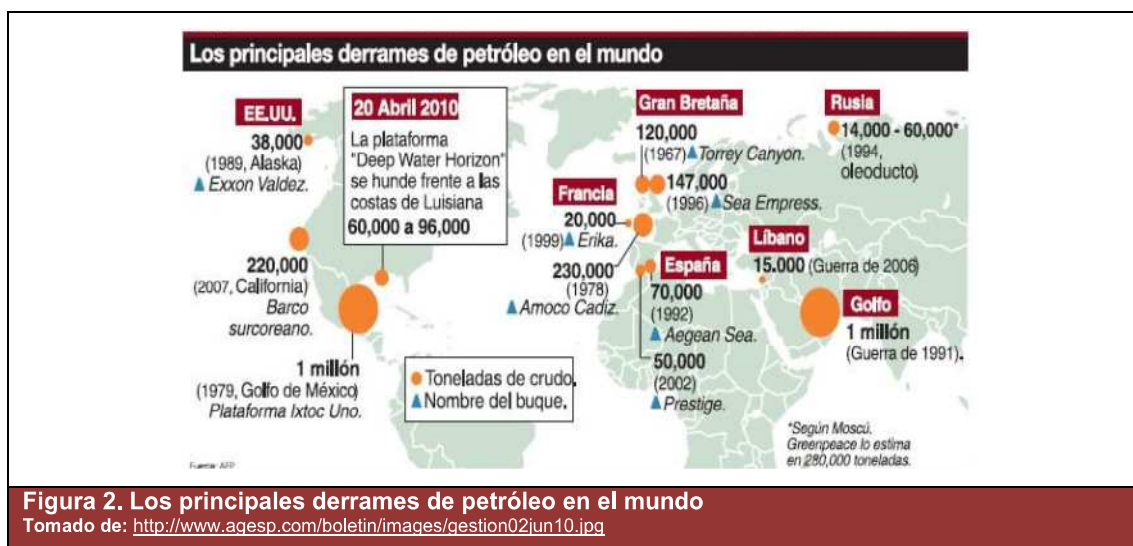 Los principales derrames de petróleo en el mundo
EE.UU.
38,000
(1989, Alaska)
Exxon Valdez.
220,000
(2007, California)
Barco
surcoreano.
1 millón
(1979, Golfo de México)
Plataforma Ixtoc Uno.
20 Abril 2010
La plataforma
"Deep Water Horizon"
se hunde frente a las
costas de Luisiana
60,000 a 96,000
Gran Bretaña
120,000
(1967) Torrey Canyon.
147,000
(1996) Sea Empress.
Francia
20,000
(1999) Erika.
230,000
(1978)
Amoco Cadiz.
España
70,000
(1992)
Aegean Sea.
50,000
(2002)
Prestige.
Rusia
14,000 - 60,000*
(1994,
oleoducto)
Líbano
15.000 (Guerra de 2006)
Golfo
1 millón
(Guerra de 1991).
Toneladas de crudo.
Nombre del buque.
*Según Moscú.
Greenpeace lo estima
en 280,000 toneladas.
Fuente: AFP
Figura 2. Los principales derrames de petróleo en el mundo
Tomado de: http://www.agesp.com/boletin/images/gestion02jun10.jpg